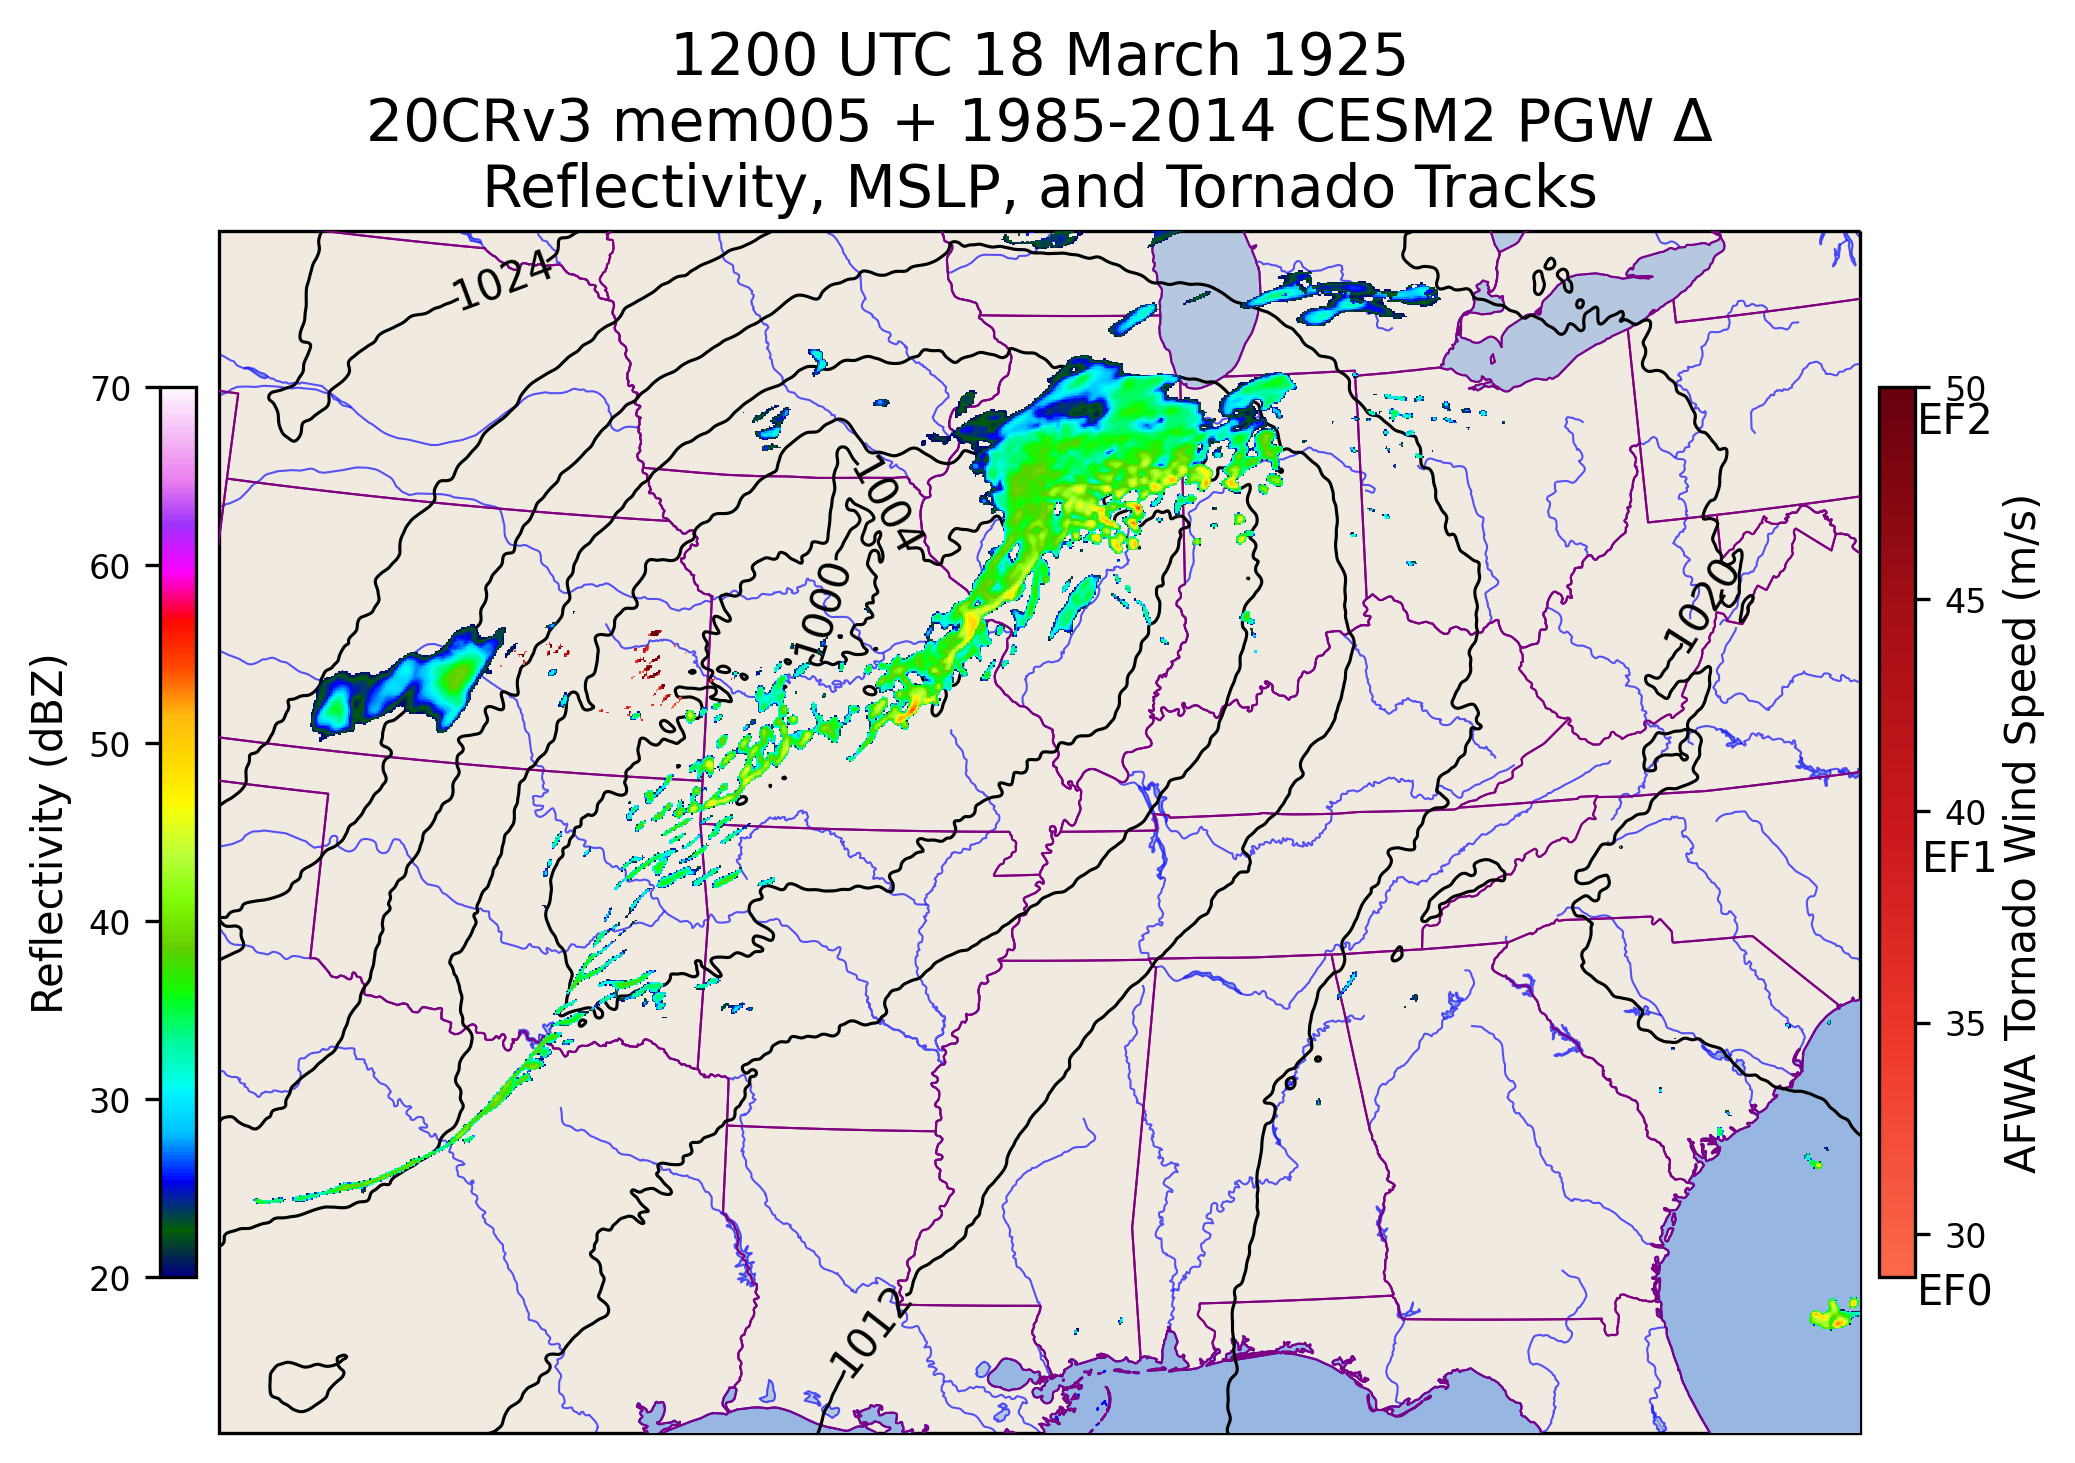 1200 UTC 18 March 1925
20CRv3 mem005 + 1985-2014 CESM2 PGW Δ
Reflectivity, MSLP, and Tornado Tracks
1024
1004
1000
1020
1012
70
60
50
40
30
20
Reflectivity (dBZ)
50
EF2
45
40
EF1
35
30
EF0
AFWA Tornado Wind Speed (m/s)